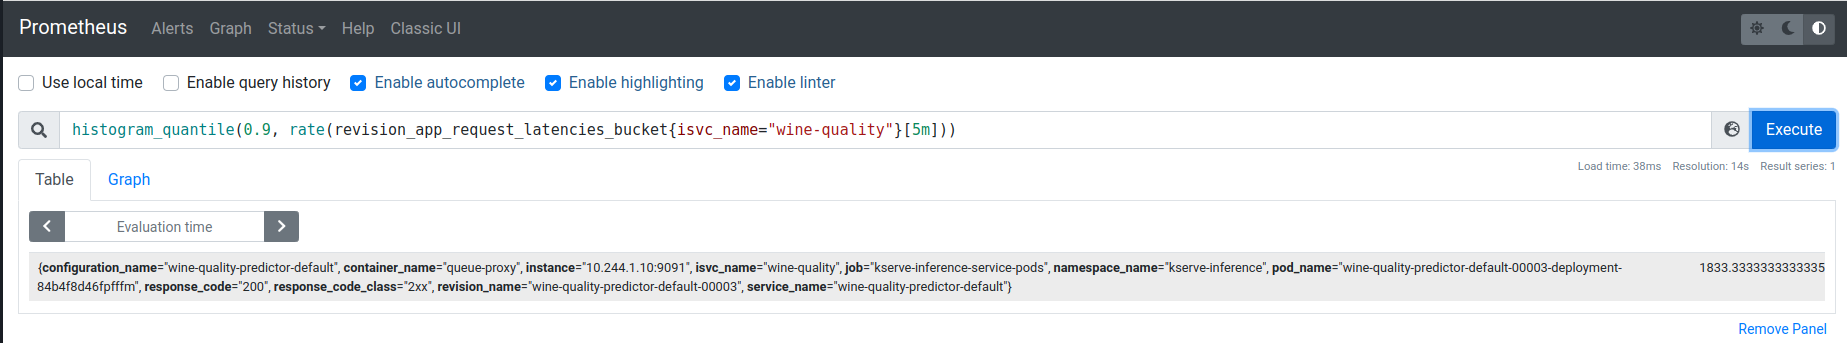 Prometheus Alerts Graph Status Help Classic UI
Use local time Enable query history Enable autocomplete Enable highlighting Enable linter
histogram_quantile(0.9, rate(revision_app_request_latencies_bucket{isvc_name="wine-quality"}[5m])) Execute
Load time: 38ms Resolution: 14s Result series: 1
Table Graph
Evaluation time
{configuration_name="wine-quality-predictor-default", container_name="queue-proxy", instance="10.244.1.10:9091", isvc_name="wine-quality", job="kserve-inference-service-pods", namespace_name="kserve-inference", pod_name="wine-quality-predictor-default-00003-deployment- 1833.3333333333335
84b4f8d46fpfffm", response_code="200", response_code_class="2xx", revision_name="wine-quality-predictor-default-00003", service_name="wine-quality-predictor-default"}
Remove Panel